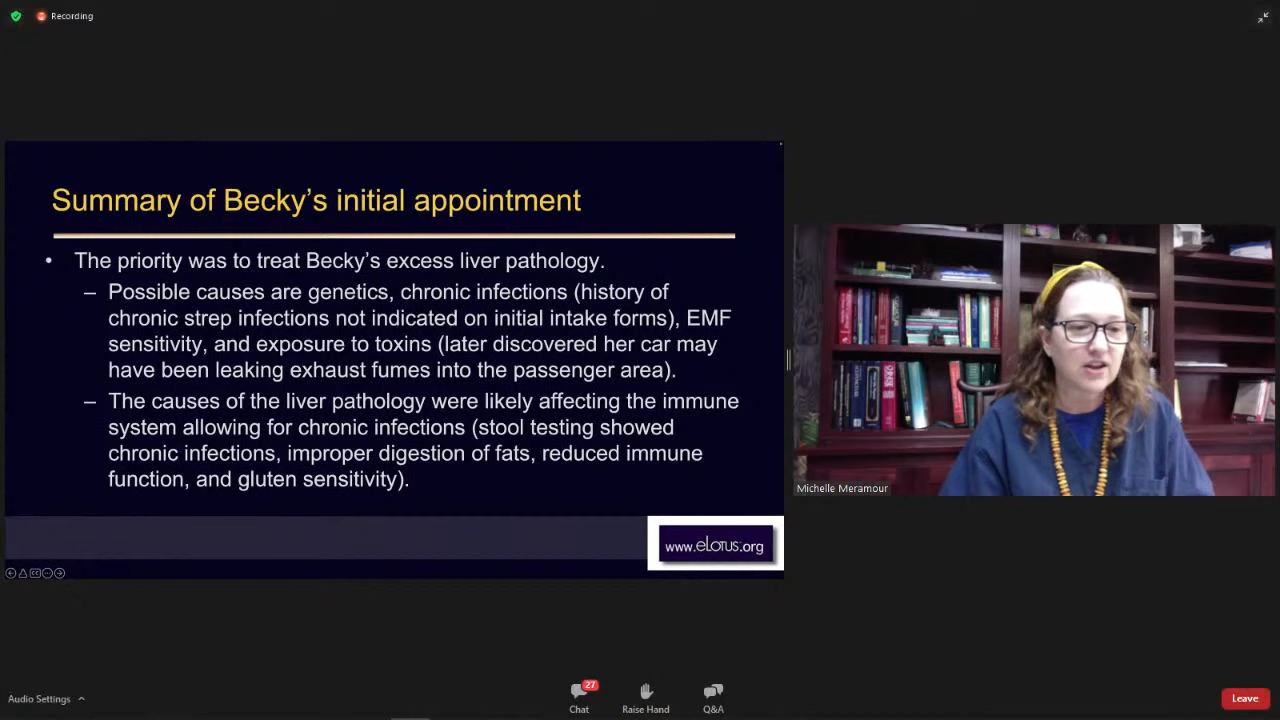 Recording
Summary of Becky's initial appointment
• The priority was to treat Becky's excess liver pathology.
– Possible causes are genetics, chronic infections (history of
chronic strep infections not indicated on initial intake forms), EMF
sensitivity, and exposure to toxins (later discovered her car may
have been leaking exhaust fumes into the passenger area).
– The causes of the liver pathology were likely affecting the immune
system allowing for chronic infections (stool testing showed
chronic infections, improper digestion of fats, reduced immune
function, and gluten sensitivity).
www.eLotus.org
Michelle Meramour
Audio Settings
27
Chat
Raise Hand
Q&A
Leave